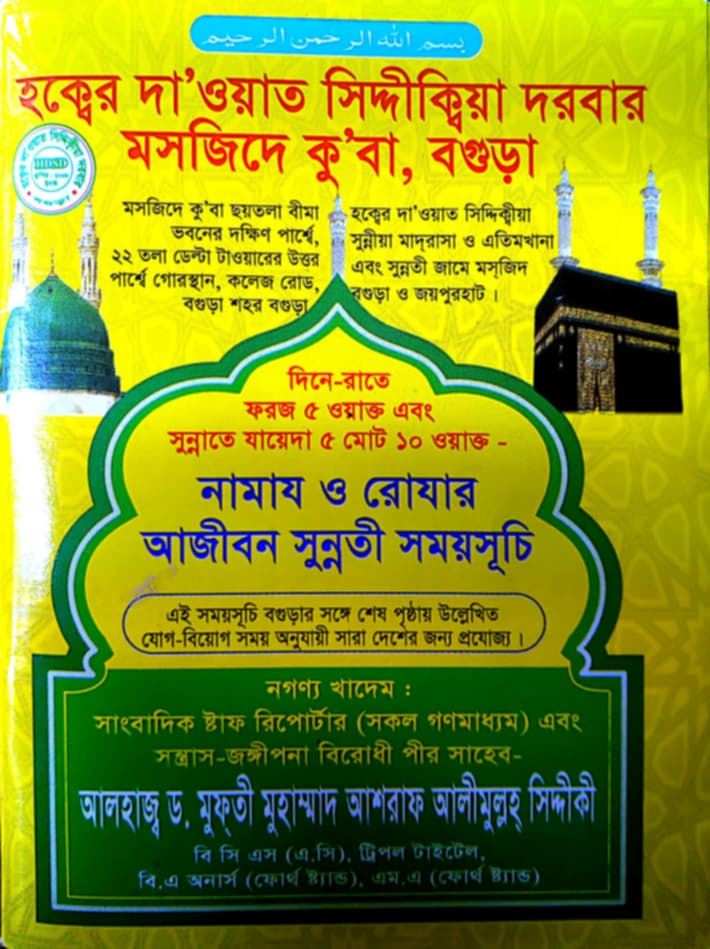 بسم الله الرحمن الرحيم
হক্বের দা'ওয়াত সিদ্দীক্বিয়া দরবার
মসজিদে কু'বা, বগুড়া
HDSD
মসজিদে কু'বা ছয়তলা বীমা
ভবনের দক্ষিণ পার্শ্বে,
২২ তলা ডেল্টা টাওয়ারের উত্তর
পার্শ্বে গোরস্থান, কলেজ রোড,
বগুড়া শহর বগুড়া
হক্বের দা'ওয়াত সিদ্দিক্বীয়া
সুন্নীয়া মাদ্‌রাসা ও এতিমখানা
এবং সুন্নতী জামে মস্‌জিদ
বগুড়া ও জয়পুরহাট ।
দিনে-রাতে
ফরজ ৫ ওয়াক্ত এবং
সুন্নাতে যায়েদা ৫ মোট ১০ ওয়াক্ত -
নামায ও রোযার
আজীবন সুন্নতী সময়সূচি
এই সময়সূচি বগুড়ার সঙ্গে শেষ পৃষ্ঠায় উল্লেখিত
যোগ-বিয়োগ সময় অনুযায়ী সারা দেশের জন্য প্রযোজ্য ।
নগণ্য খাদেম :
সাংবাদিক ষ্টাফ রিপোর্টার (সকল গণমাধ্যম) এবং
সন্ত্রাস-জঙ্গীপনা বিরোধী পীর সাহেব-
আলহাজ্ব ড. মুফ্‌তী মুহাম্মাদ আশরাফ আলীমুল্লহ্ সিদ্দীকী
বি সি এস (এ.সি), ট্রিপল টাইটেল,
বি.এ অনার্স (ফোর্থ ষ্ট্যান্ড), এম.এ (ফোর্থ ষ্ট্যান্ড)